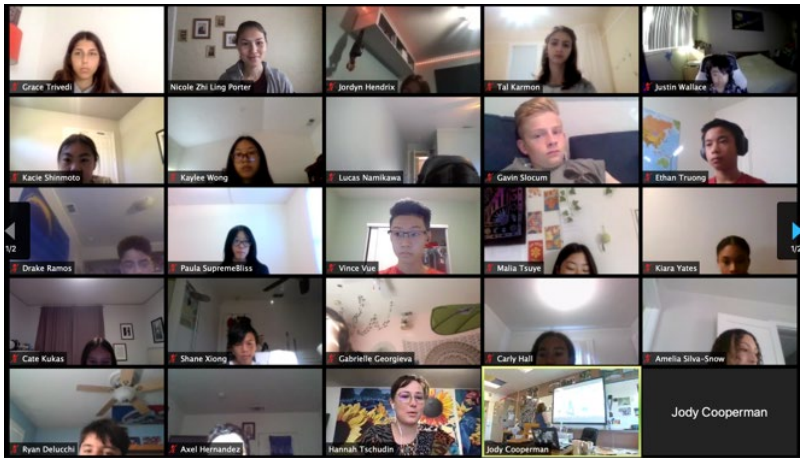 Grace Trivedi
Nicole Zhi Ling Porter
Jordyn Hendrix
Tal Karmon
Justin Wallace
Kacie Shinmoto
Kaylee Wong
Lucas Namikawa
Gavin Slocum
Ethan Truong
1/2
Drake Ramos
Paula SupremeBliss
Vince Vue
Malia Tsuye
Kiara Yates
1/2
Cate Kukas
Shane Xiong
Gabrielle Georgieva
Carly Hall
Amelia Silva-Snow
Ryan Delucchi
Axel Hernandez
Hannah Tschudin
Jody Cooperman
Jody Cooperman